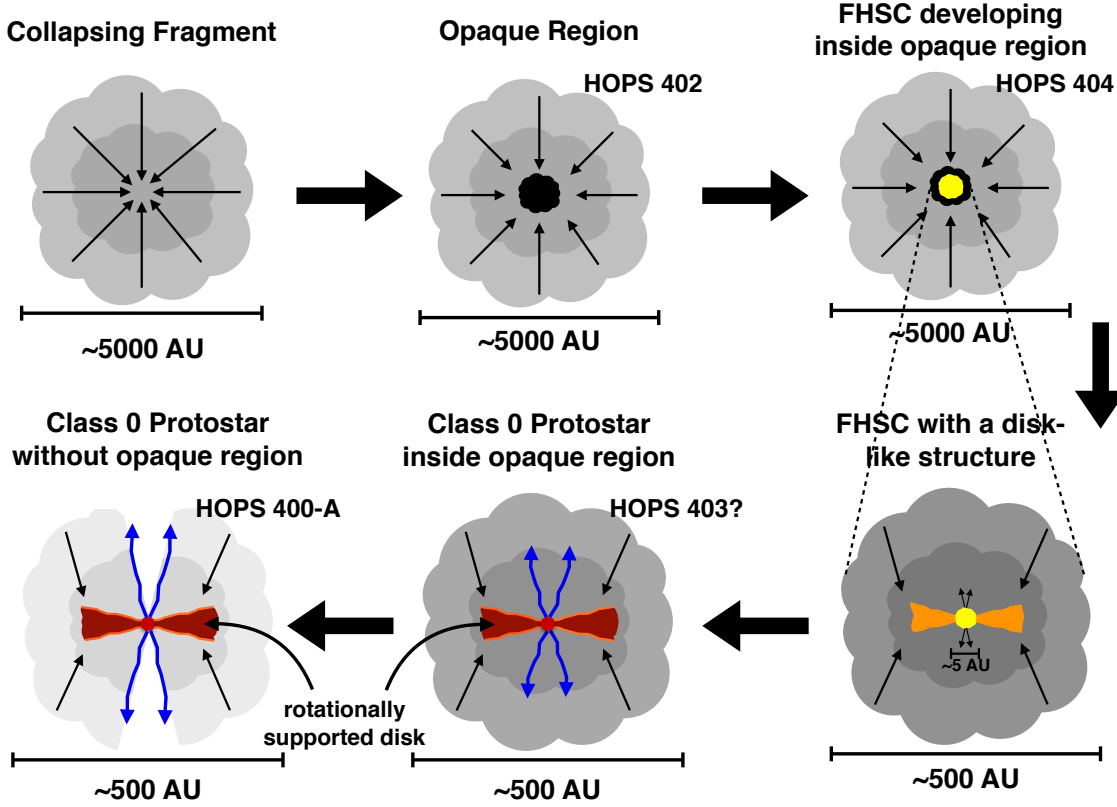 Collapsing Fragment
~5000 AU
Opaque Region
HOPS 402
~5000 AU
FHSC developing
inside opaque region
HOPS 404
~5000 AU
FHSC with a disk-
like structure
~5 AU
~500 AU
Class 0 Protostar
inside opaque region
HOPS 403?
~500 AU
Class 0 Protostar
without opaque region
HOPS 400-A
~500 AU
rotationally
supported disk